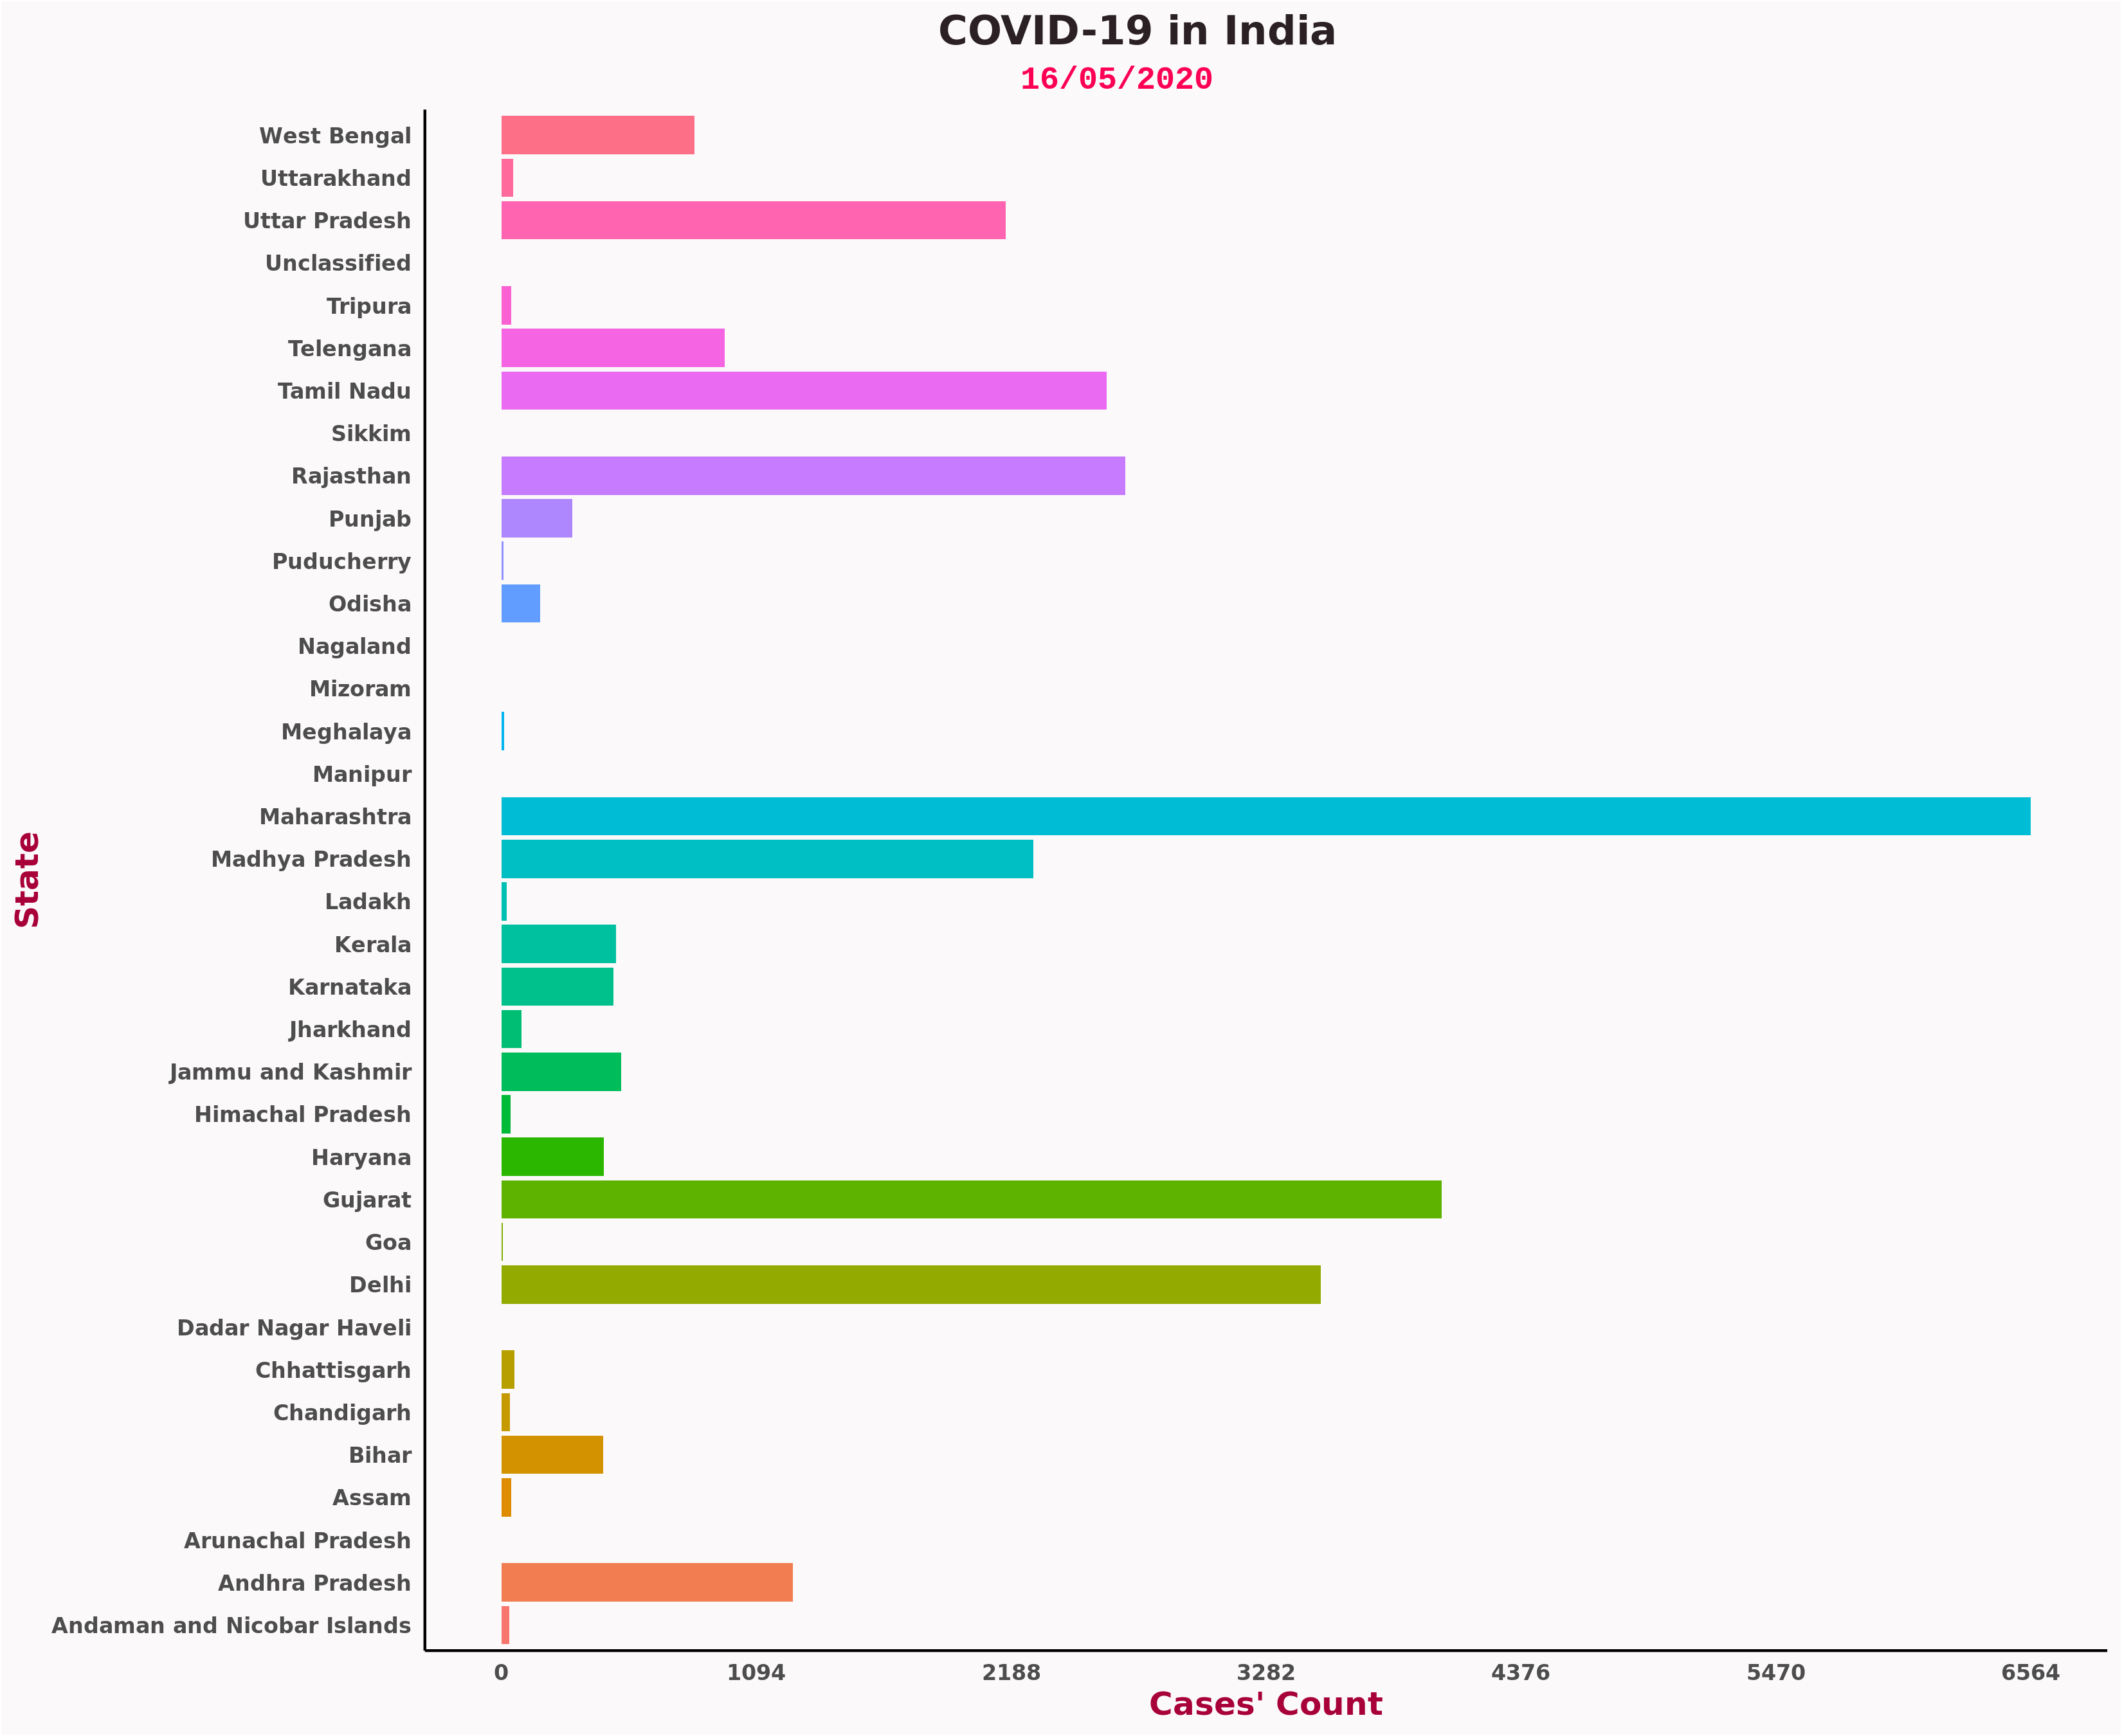 COVID-19 in India
16/05/2020
West Bengal
Uttarakhand
Uttar Pradesh
Unclassified
Tripura
Telengana
Tamil Nadu
Sikkim
Rajasthan
Punjab
Puducherry
Odisha
Nagaland
Mizoram
Meghalaya
Manipur
Maharashtra
Madhya Pradesh
Ladakh
Kerala
Karnataka
Jharkhand
Jammu and Kashmir
Himachal Pradesh
Haryana
Gujarat
Goa
Delhi
Dadar Nagar Haveli
Chhattisgarh
Chandigarh
Bihar
Assam
Arunachal Pradesh
Andhra Pradesh
Andaman and Nicobar Islands
State
0 1094 2188 3282 4376 5470 6564
Cases' Count